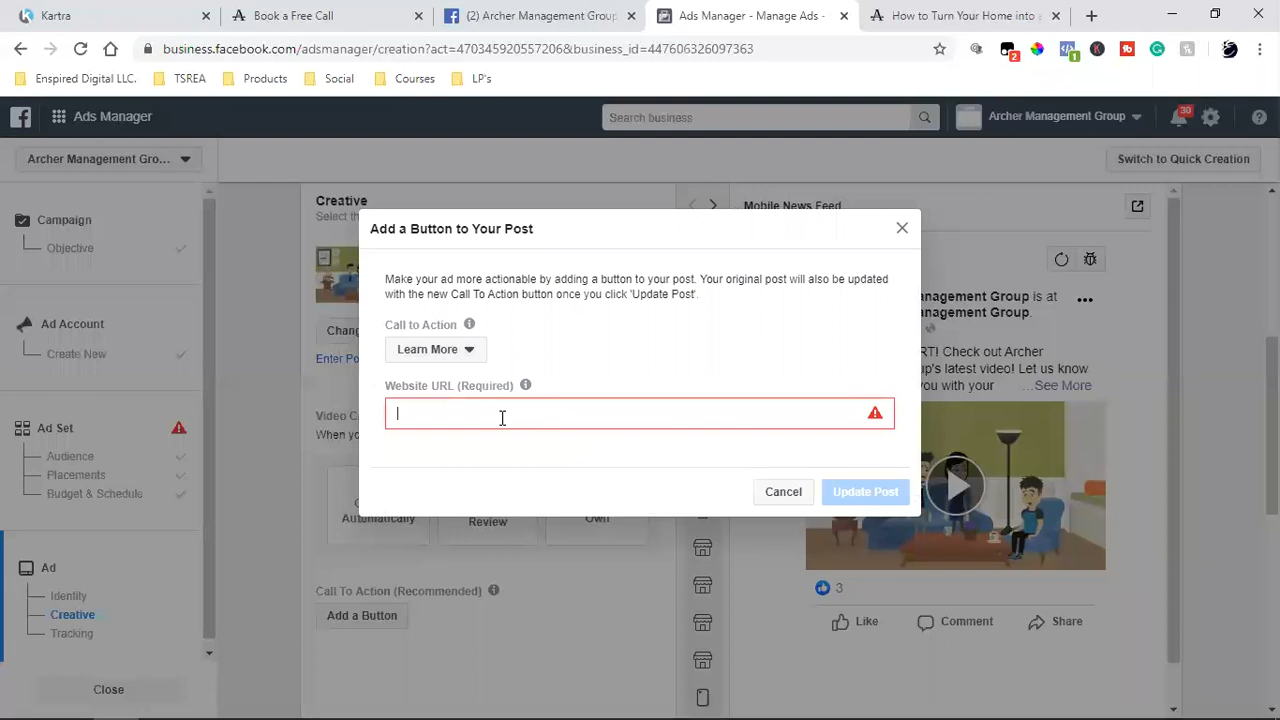 Kartra
Book a Free Call
(2) Archer Management Group
Ads Manager - Manage Ads -
How to Turn Your Home into a
business.facebook.com/adsmanager/creation?act=470345920557206&business_id=447606326097363
2
1
Enspired Digital LLC.
TSREA
Products
Social
Courses
LP's
Ads Manager
Search business
Archer Management Group
30
Archer Management Gro...
Switch to Quick Creation
Campaign
Objective
Ad Account
Create New
Ad Set
Audience
Placements
Budget & Schedule
Ad
Identity
Creative
Tracking
Close
Creative
Select th
Chang
Enter Po
Video C
When yo
Automatically
Review
Own
Call To Action (Recommended)
Add a Button
Add a Button to Your Post
Make your ad more actionable by adding a button to your post. Your original post will also be updated
with the new Call To Action button once you click 'Update Post'.
Call to Action
Learn More
Website URL (Required)
Cancel
Update Post
Mobile News Feed
anagement Group is at
anagement Group.
RT! Check out Archer
up's latest video! Let us know
you with your ...See More
3
Like
Comment
Share